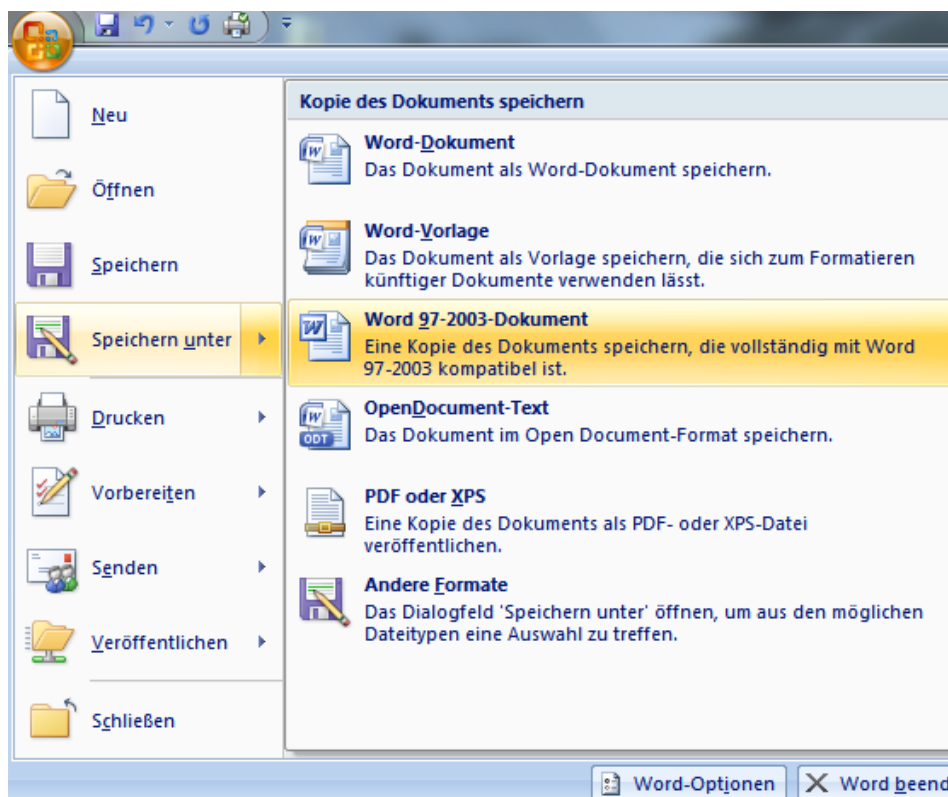 Neu
Öffnen
Speichern
Speichern unter
Drucken
Vorbereiten
Senden
Veröffentlichen
Schließen
Kopie des Dokuments speichern
Word-Dokument
Das Dokument als Word-Dokument speichern.
Word-Vorlage
Das Dokument als Vorlage speichern, die sich zum Formatieren
künftiger Dokumente verwenden lässt.
Word 97-2003-Dokument
Eine Kopie des Dokuments speichern, die vollständig mit Word
97-2003 kompatibel ist.
OpenDocument-Text
ODT
Das Dokument im Open Document-Format speichern.
PDF oder XPS
Eine Kopie des Dokuments als PDF- oder XPS-Datei
veröffentlichen.
Andere Formate
Das Dialogfeld 'Speichern unter' öffnen, um aus den möglichen
Dateitypen eine Auswahl zu treffen.
Word-Optionen
Word beend